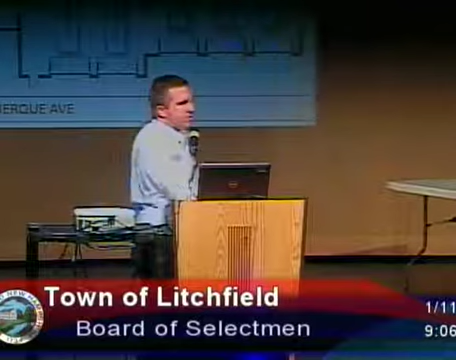 ERQUE AVE
Town of Litchfield
Board of Selectmen
1/11
9:06